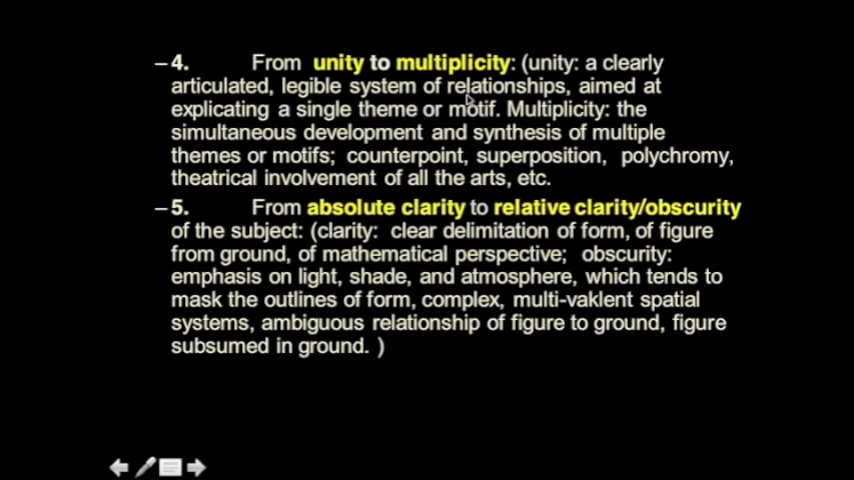 – 4. From unity to multiplicity: (unity: a clearly
articulated, legible system of relationships, aimed at
explicating a single theme or motif. Multiplicity: the
simultaneous development and synthesis of multiple
themes or motifs; counterpoint, superposition, polychromy,
theatrical involvement of all the arts, etc.
– 5. From absolute clarity to relative clarity/obscurity
of the subject: (clarity: clear delimitation of form, of figure
from ground, of mathematical perspective; obscurity:
emphasis on light, shade, and atmosphere, which tends to
mask the outlines of form, complex, multi-vaklent spatial
systems, ambiguous relationship of figure to ground, figure
subsumed in ground. )